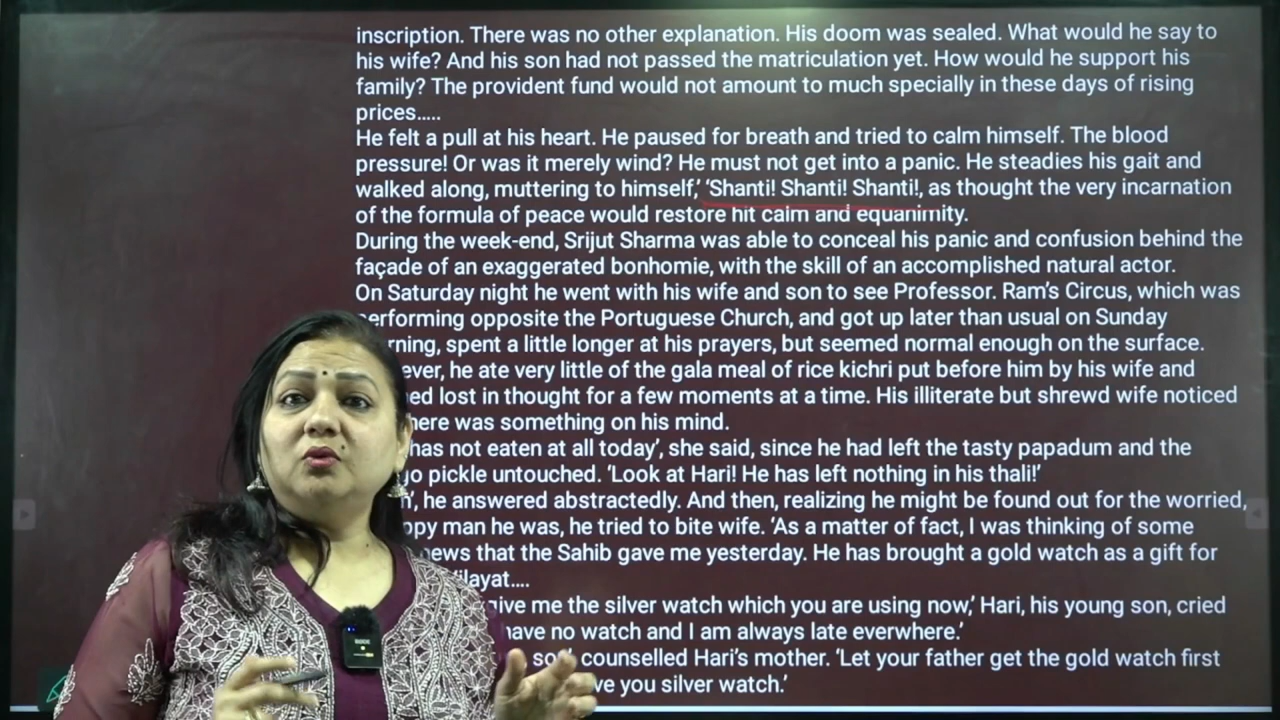 inscription. There was no other explanation. His doom was sealed. What would he say to
his wife? And his son had not passed the matriculation yet. How would he support his
family? The provident fund would not amount to much specially in these days of rising
prices.....
He felt a pull at his heart. He paused for breath and tried to calm himself. The blood
pressure! Or was it merely wind? He must not get into a panic. He steadies his gait and
walked along, muttering to himself,’ ‘Shanti! Shanti! Shanti!, as thought the very incarnation
of the formula of peace would restore hit calm and equanimity.
During the week-end, Srijut Sharma was able to conceal his panic and confusion behind the
façade of an exaggerated bonhomie, with the skill of an accomplished natural actor.
On Saturday night he went with his wife and son to see Professor. Ram’s Circus, which was
performing opposite the Portuguese Church, and got up later than usual on Sunday
rning, spent a little longer at his prayers, but seemed normal enough on the surface.
ever, he ate very little of the gala meal of rice kichri put before him by his wife and
ed lost in thought for a few moments at a time. His illiterate but shrewd wife noticed
here was something on his mind.
has not eaten at all today’, she said, since he had left the tasty papadum and the
go pickle untouched. ‘Look at Hari! He has left nothing in his thali!’
he answered abstractedly. And then, realizing he might be found out for the worried,
ppy man he was, he tried to bite wife. ‘As a matter of fact, I was thinking of some
news that the Sahib gave me yesterday. He has brought a gold watch as a gift for
ilayat....
give me the silver watch which you are using now,’ Hari, his young son, cried
have no watch and I am always late everwhere.’
counselled Hari’s mother. ‘Let your father get the gold watch first
ve you silver watch.’